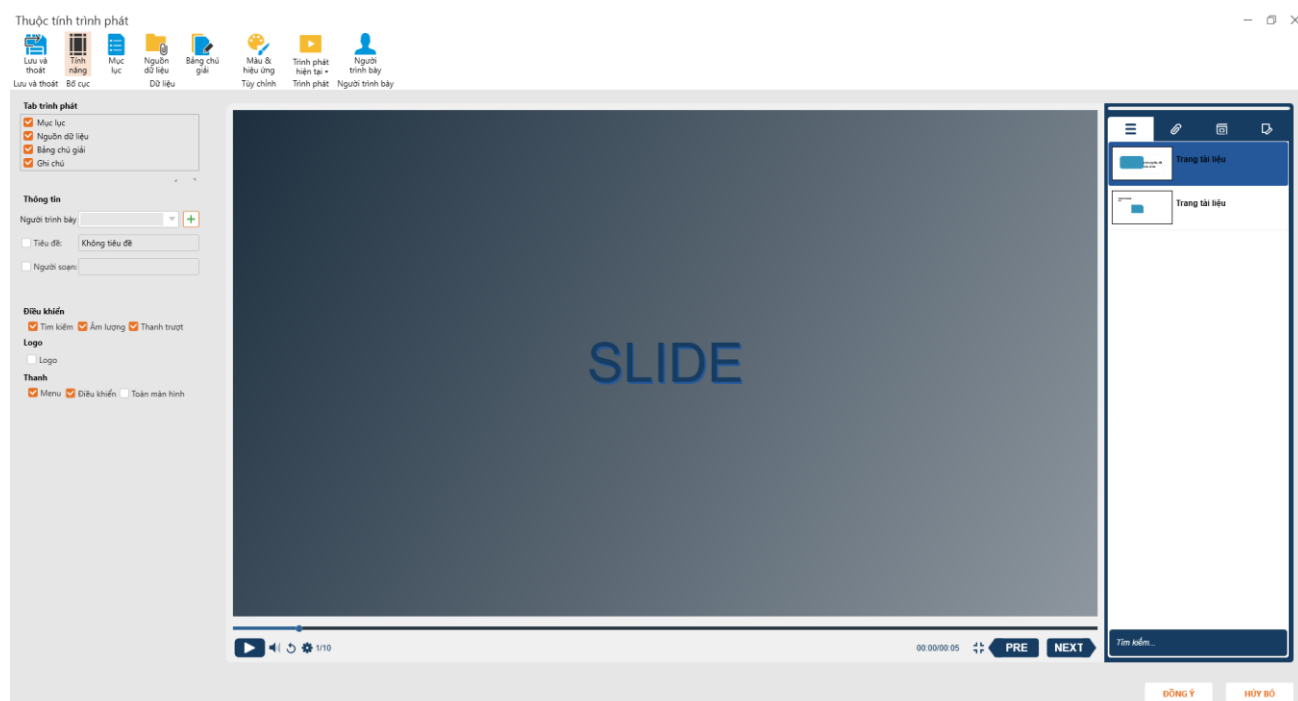 Thuộc tính trình phát
Lưu và thoát
Tính năng
Mục lục
Nguồn dữ liệu
Bảng chú giải
Màu & hiệu ứng
Trình phát hiện tại
Người trình bày
Lưu và thoát Bố cục Dữ liệu Tùy chỉnh Trình phát Người trình bày
Tab trình phát
Mục lục
Nguồn dữ liệu
Bảng chú giải
Ghi chú
Thông tin
Người trình bày
Tiêu đề: Không tiêu đề
Người soạn:
Điều khiển
Tìm kiếm Âm lượng Thanh trượt
Logo
Logo
Thanh
Menu Điều khiển Toàn màn hình
SLIDE
1/10
00:00/00:05 PRE NEXT
Trang tài liệu
Trang tài liệu
Tìm kiếm...
ĐỒNG Ý HỦY BỎ